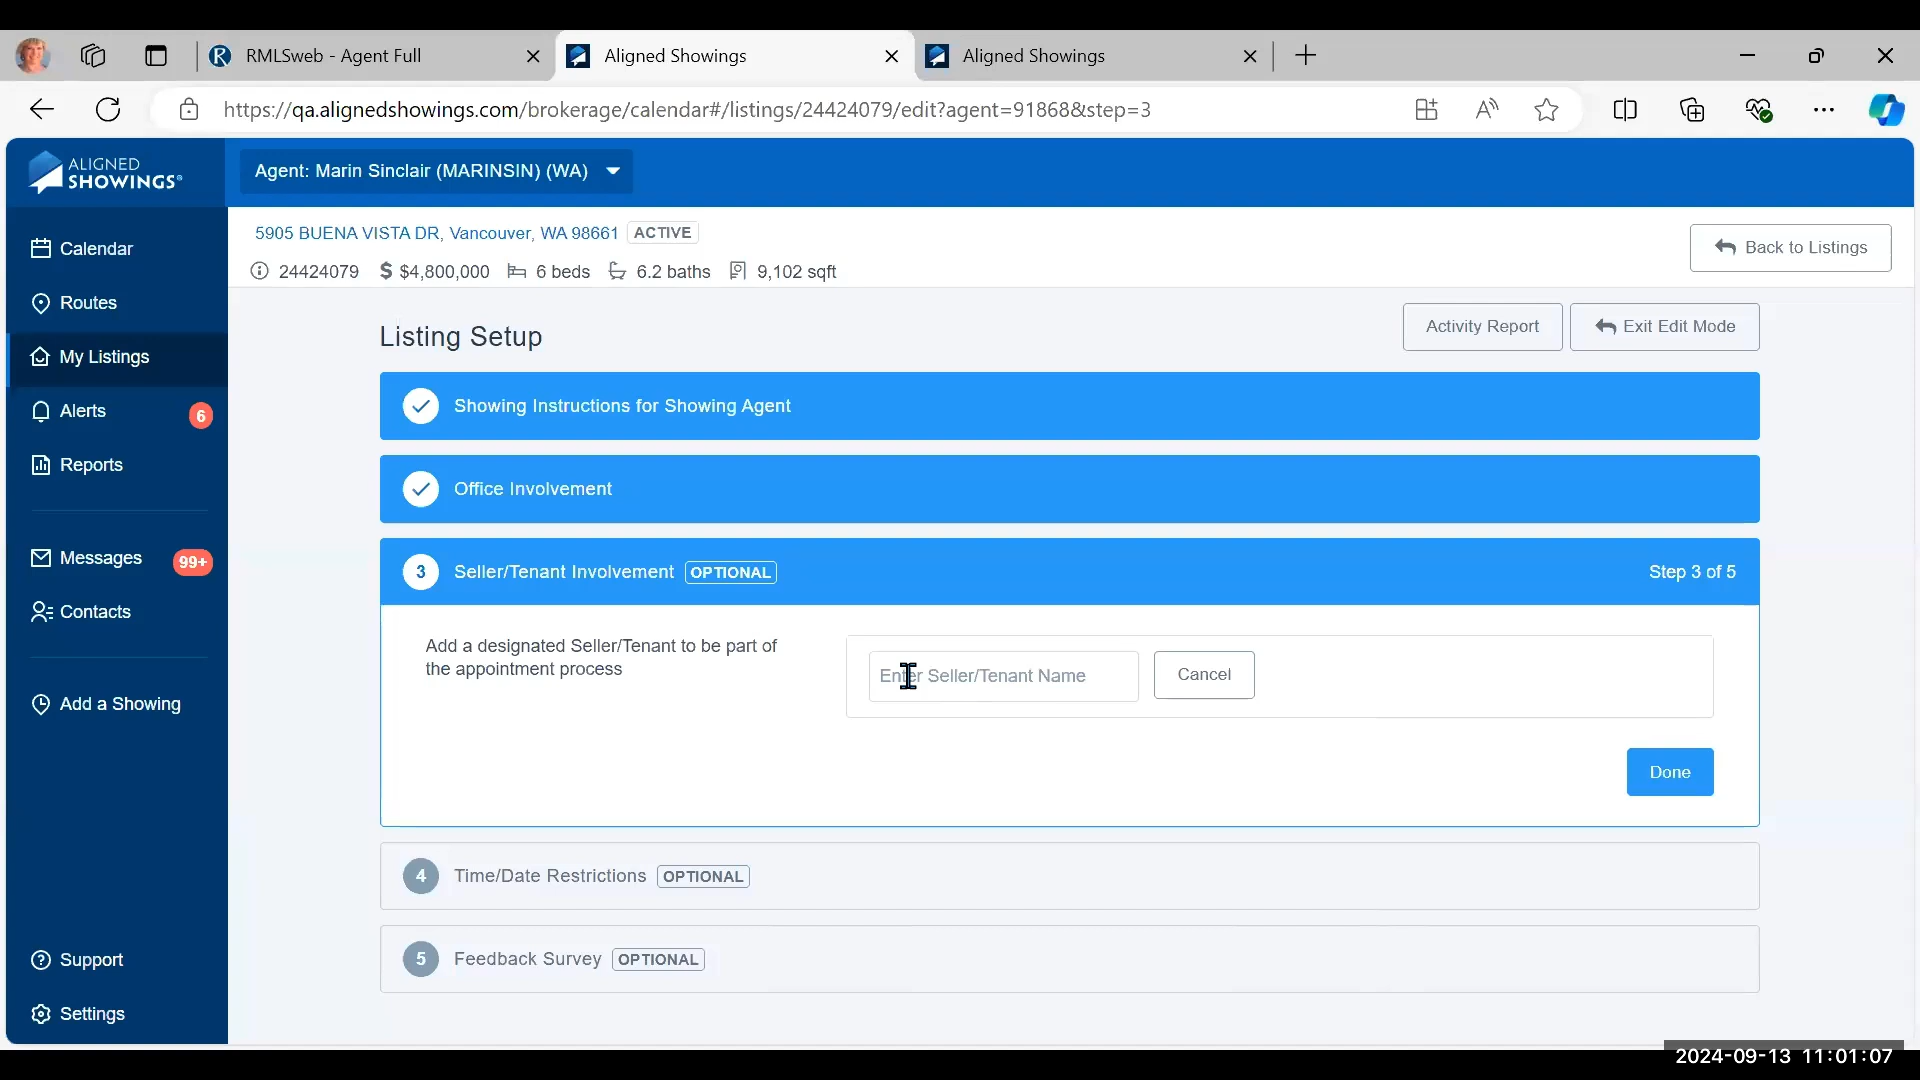 RMLSweb - Agent Full
Aligned Showings
Aligned Showings
https://qa.alignedshowings.com/brokerage/calendar#/listings/24424079/edit?agent=91868&step=3
ALIGNED
SHOWINGS®
Agent: Marin Sinclair (MARINSIN) (WA)
5905 BUENA VISTA DR, Vancouver, WA 98661 ACTIVE
24424079 $ $4,800,000 6 beds 6.2 baths 9,102 sqft
Back to Listings
Calendar
Routes
My Listings
Alerts 6
Reports
Messages 99+
Contacts
Add a Showing
Support
Settings
Listing Setup
Activity Report
Exit Edit Mode
Showing Instructions for Showing Agent
Office Involvement
3 Seller/Tenant Involvement OPTIONAL Step 3 of 5
Add a designated Seller/Tenant to be part of
the appointment process
Enter Seller/Tenant Name
Cancel
Done
4 Time/Date Restrictions OPTIONAL
5 Feedback Survey OPTIONAL
2024-09-13 11:01:07